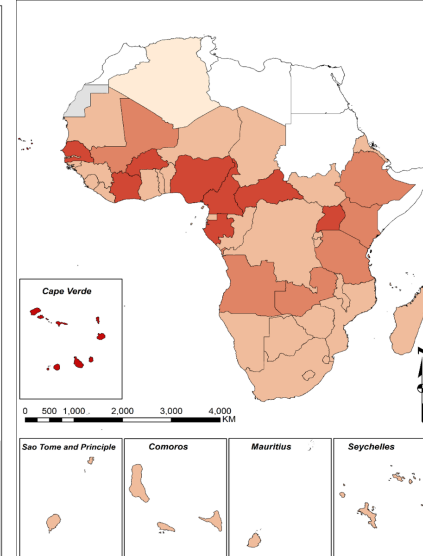 Cape Verde
0 500 1,000 2,000 3,000 4,000
KM
Sao Tome and Principle
Comoros
Mauritius
Seychelles